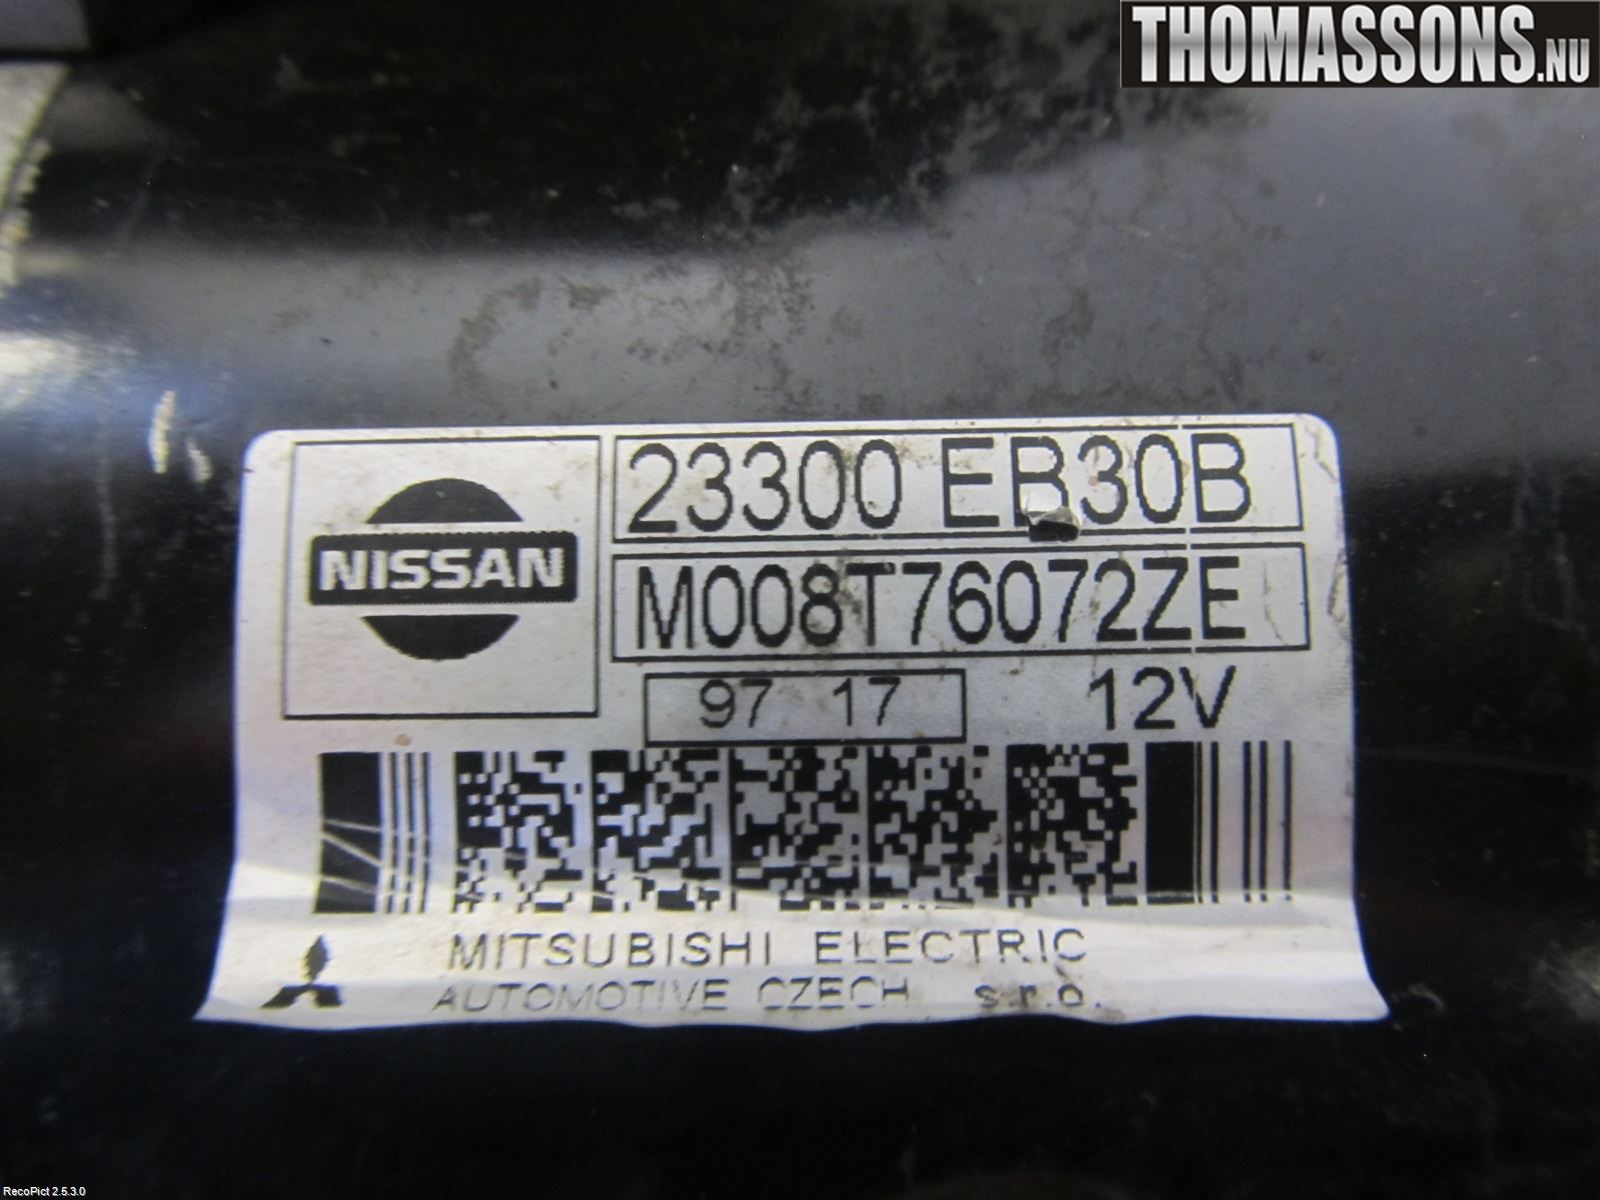 THOMASSONS.NU
NISSAN
23300 EB30B
M008T76072ZE
97 17
12V
MITSUBISHI ELECTRIC
AUTOMOTIVE CZECH s.r.o.
RecoPict 2.5.3.0